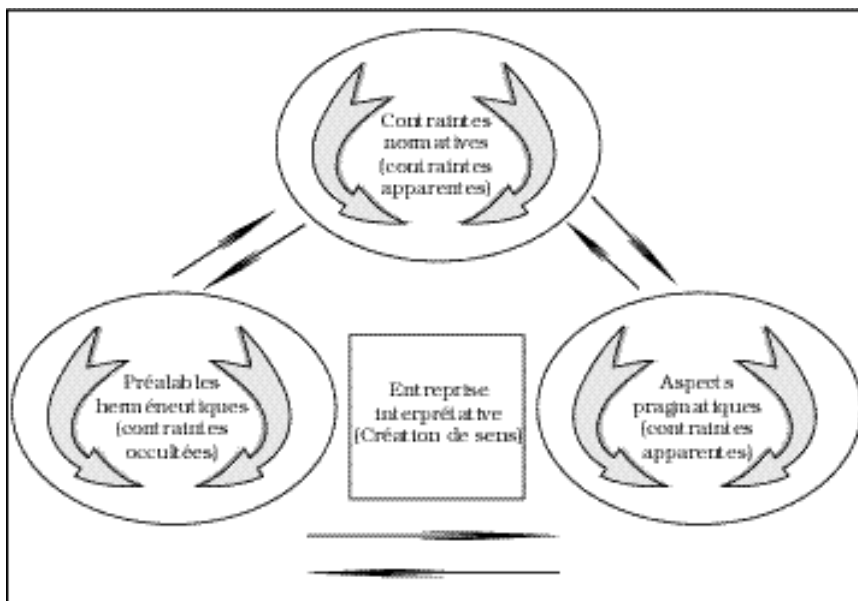 Contraintes
normatives
(contraintes
apparentes)
Préalables
herméneutiques
(contraintes
occultées)
Entreprise
interprétative
(Création de sens)
Aspects
pragmatiques
(contraintes
apparentes)